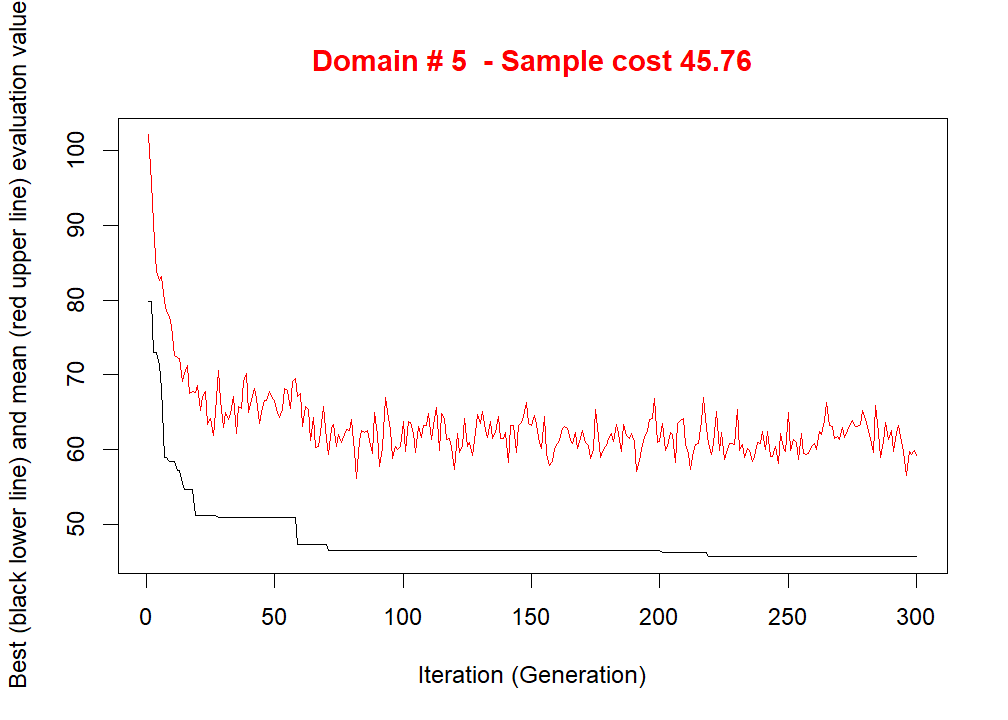 Domain # 5  - Sample cost 45.76
Best (black lower line) and mean (red upper line) evaluation value
100
90
80
70
60
50
0 50 100 150 200 250 300
Iteration (Generation)